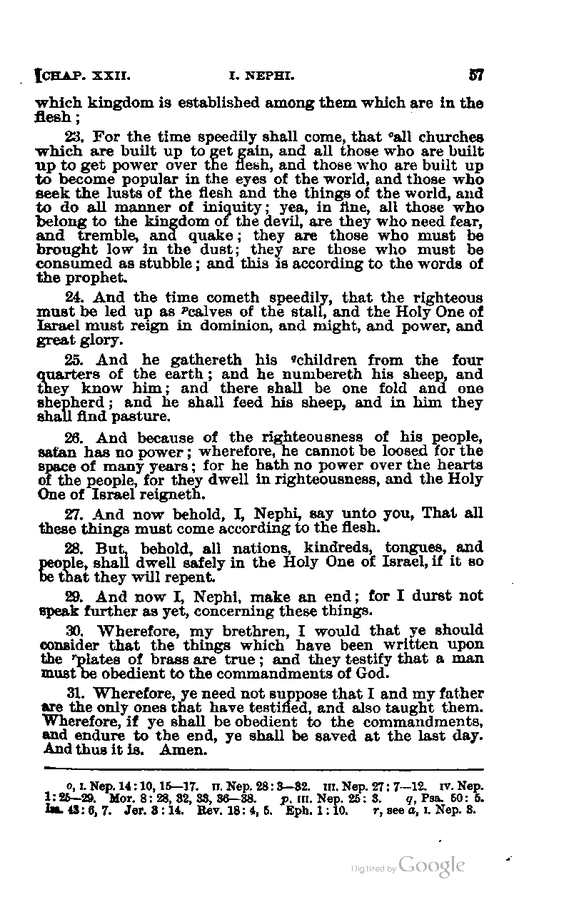 [CHAP. XXII. I. NEPHI. 57
which kingdom is established among them which are in the
flesh;
23. For the time speedily shall come, that ᵒall churches
which are built up to get gain, and all those who are built
up to get power over the flesh, and those who are built up
to become popular in the eyes of the world, and those who
seek the lusts of the flesh and the things of the world, and
to do all manner of iniquity; yea, in fine, all those who
belong to the kingdom of the devil, are they who need fear,
and tremble, and quake; they are those who must be
brought low in the dust; they are those who must be
consumed as stubble; and this is according to the words of
the prophet.
24. And the time cometh speedily, that the righteous
must be led up as ᵖcalves of the stall, and the Holy One of
Israel must reign in dominion, and might, and power, and
great glory.
25. And he gathereth his qchildren from the four
quarters of the earth; and he numbereth his sheep, and
they know him; and there shall be one fold and one
shepherd; and he shall feed his sheep, and in him they
shall find pasture.
26. And because of the righteousness of his people,
satan has no power; wherefore, he cannot be loosed for the
space of many years; for he hath no power over the hearts
of the people, for they dwell in righteousness, and the Holy
One of Israel reigneth.
27. And now behold, I, Nephi, say unto you, That all
these things must come according to the flesh.
28. But, behold, all nations, kindreds, tongues, and
people, shall dwell safely in the Holy One of Israel, if it so
be that they will repent.
29. And now I, Nephi, make an end; for I durst not
speak further as yet, concerning these things.
30. Wherefore, my brethren, I would that ye should
consider that the things which have been written upon
the ʳplates of brass are true; and they testify that a man
must be obedient to the commandments of God.
31. Wherefore, ye need not suppose that I and my father
are the only ones that have testified, and also taught them.
Wherefore, if ye shall be obedient to the commandments,
and endure to the end, ye shall be saved at the last day.
And thus it is. Amen.
o, I. Nep. 14:10, 15—17. II. Nep. 28:3—32. III. Nep. 27:7—12. IV. Nep.
1:25—29. Mor. 8:28, 32, 33, 36—38. p, III. Nep. 25:3. q, Psa. 50:5.
Isa. 43:6, 7. Jer. 3:14. Rev. 18:4, 5. Eph. 1:10. r, see a, I. Nep. 3.
Digitized by Google